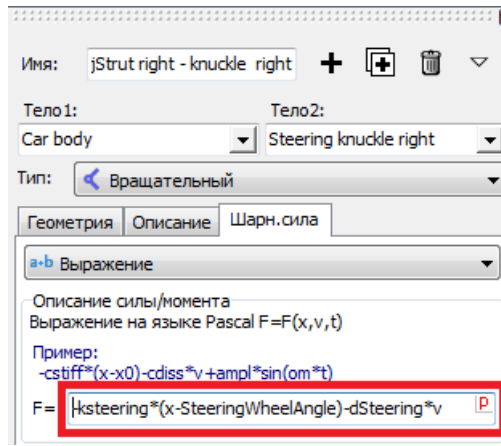 Имя: jStrut right - knuckle right
Тело1: Тело2:
Car body Steering knuckle right
Тип: Вращательный
Геометрия Описание Шарн.сила
a+b Выражение
Описание силы/момента
Выражение на языке Pascal F=F(x,v,t)
Пример:
-cstiff*(x-x0)-cdiss*v+ampl*sin(om*t)
F= -ksteering*(x-SteeringWheelAngle)-dSteering*v P